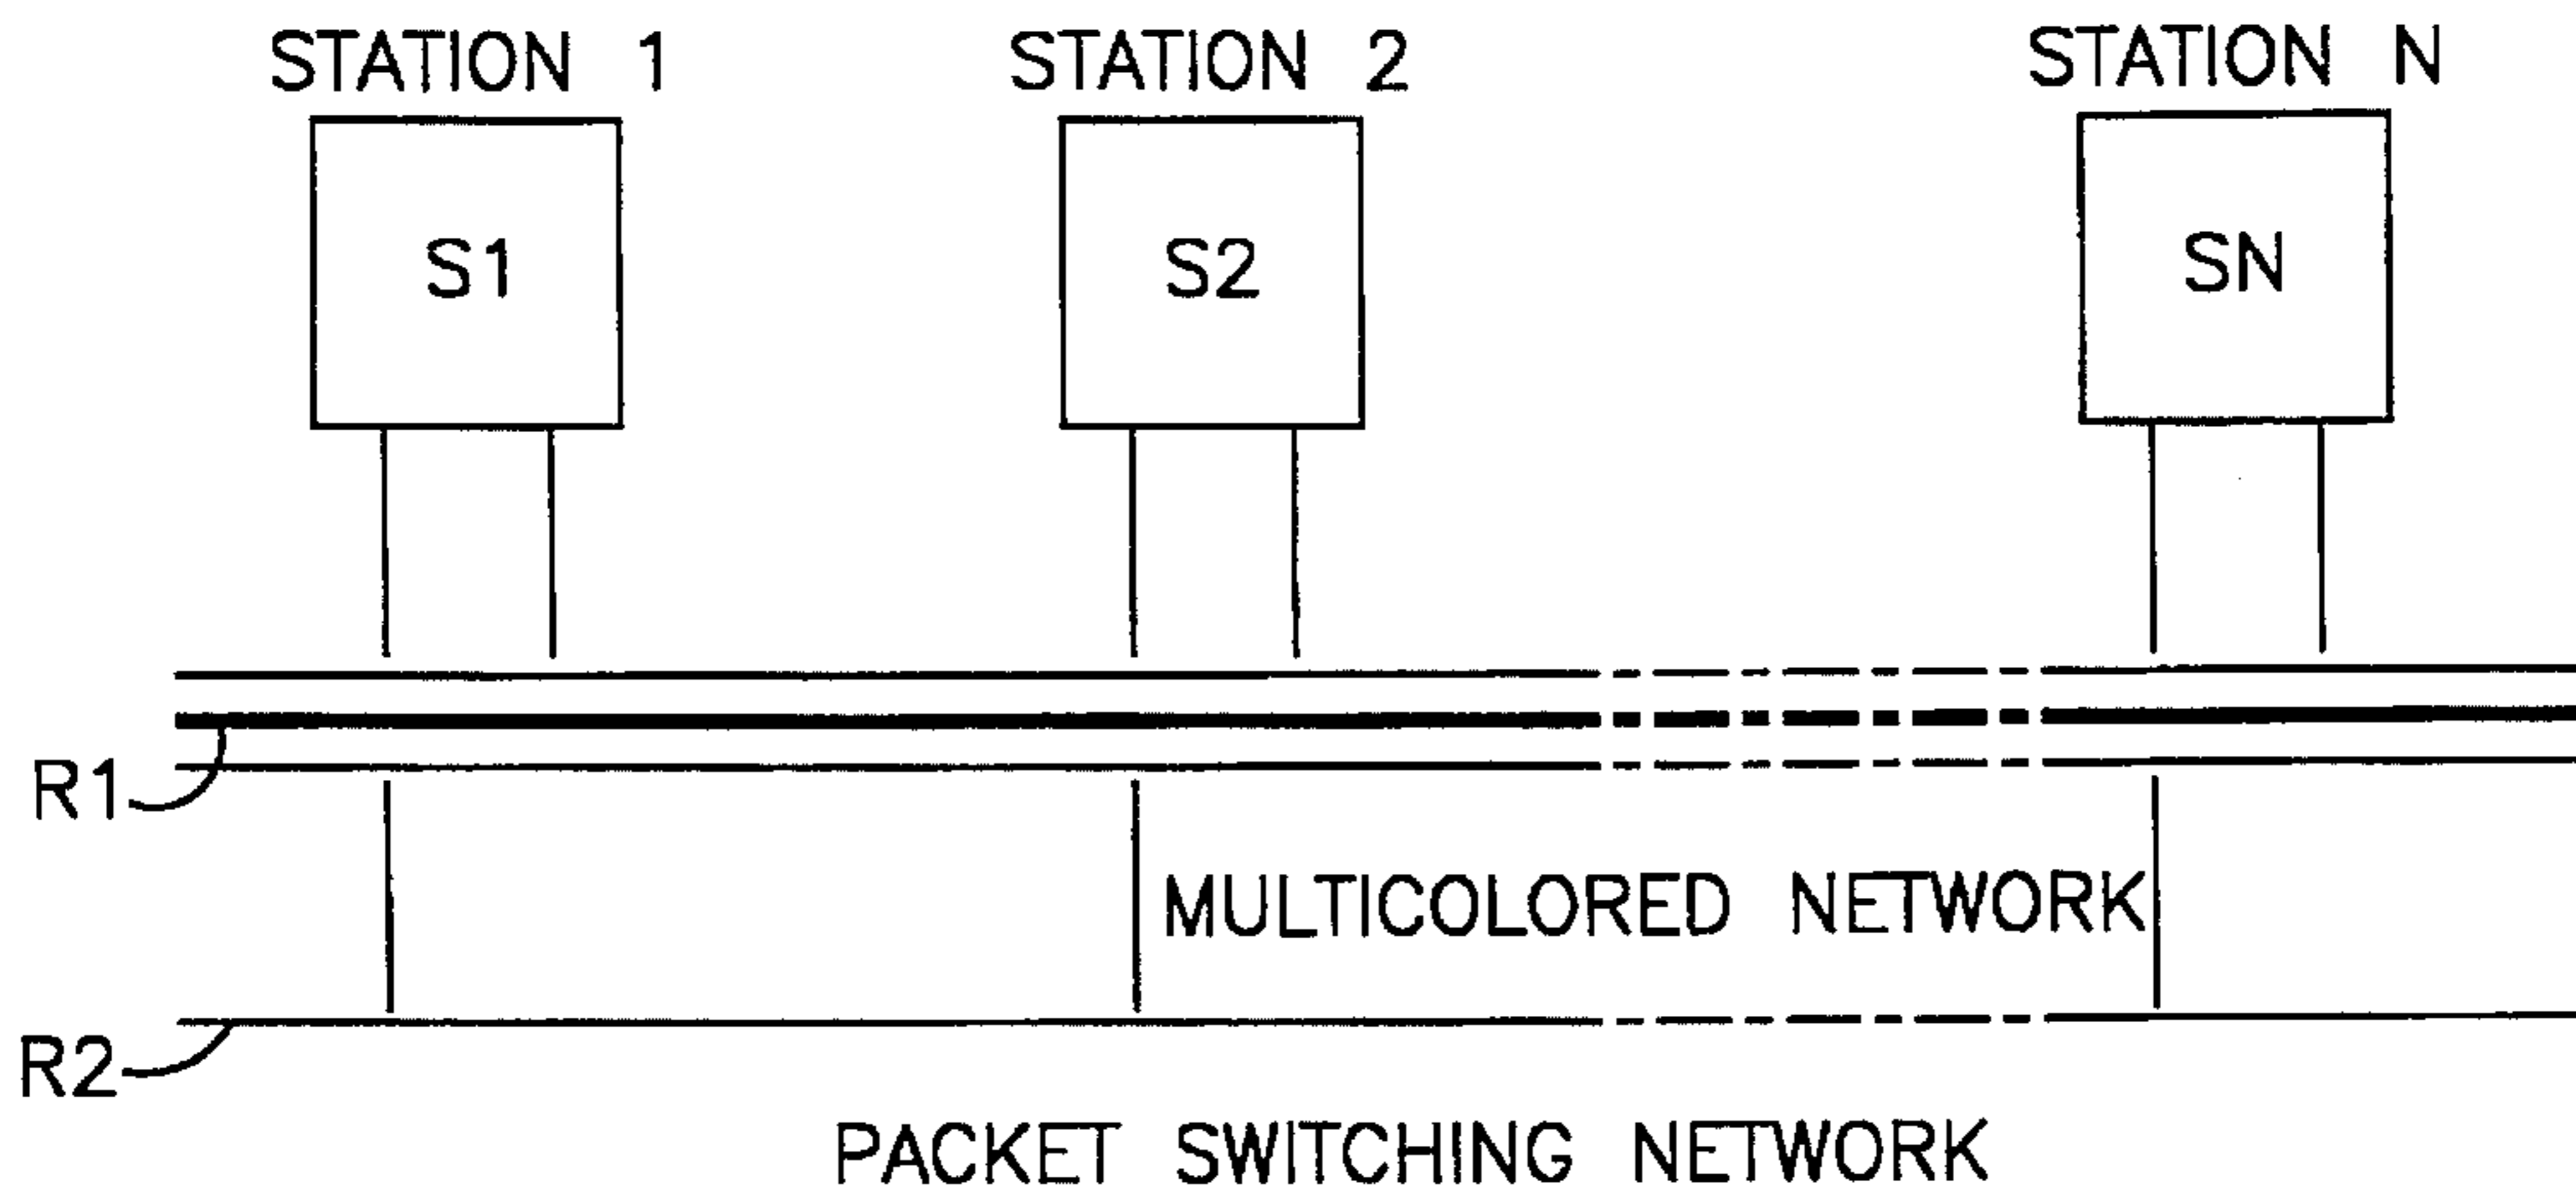 STATION 1
STATION 2
STATION N
S1
S2
SN
R1
MULTICOLORED NETWORK
R2
PACKET SWITCHING NETWORK